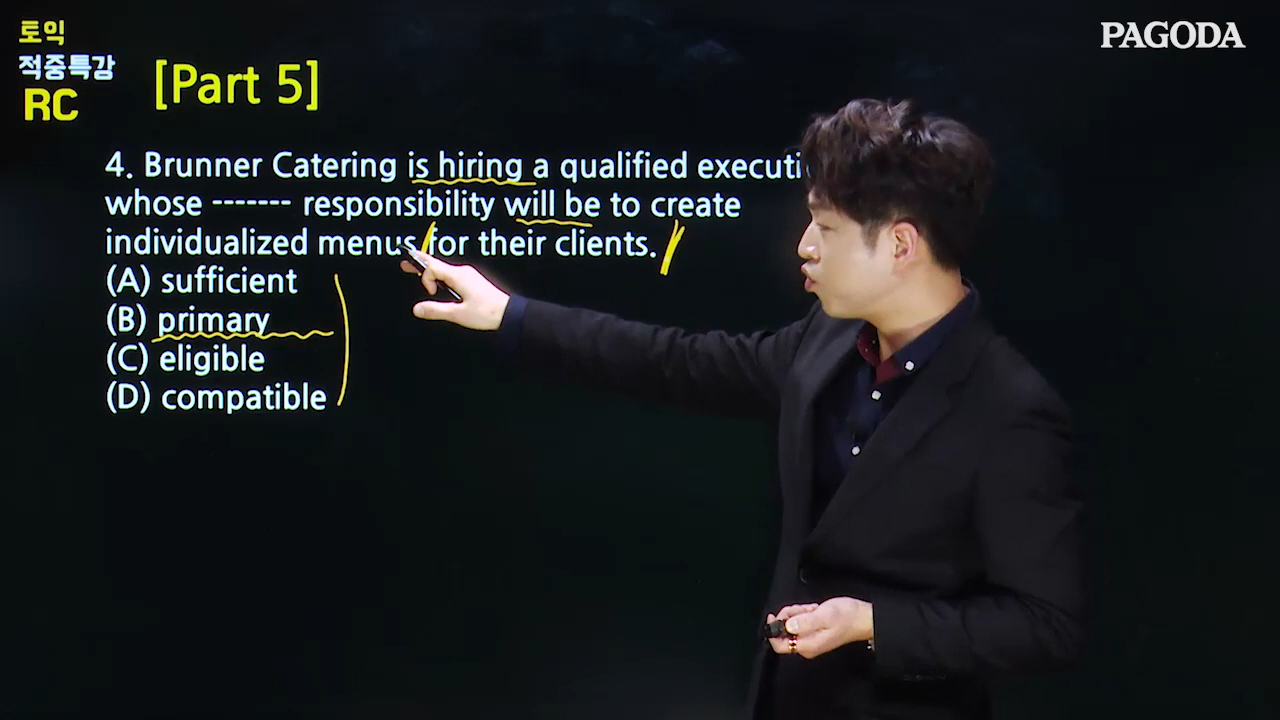 토익
적중특강
RC
[Part 5]
PAGODA
4. Brunner Catering is hiring a qualified
whose ------- responsibility will be to create
individualized menus for their clients.
(A) sufficient
(B) primary
(C) eligible
(D) compatible